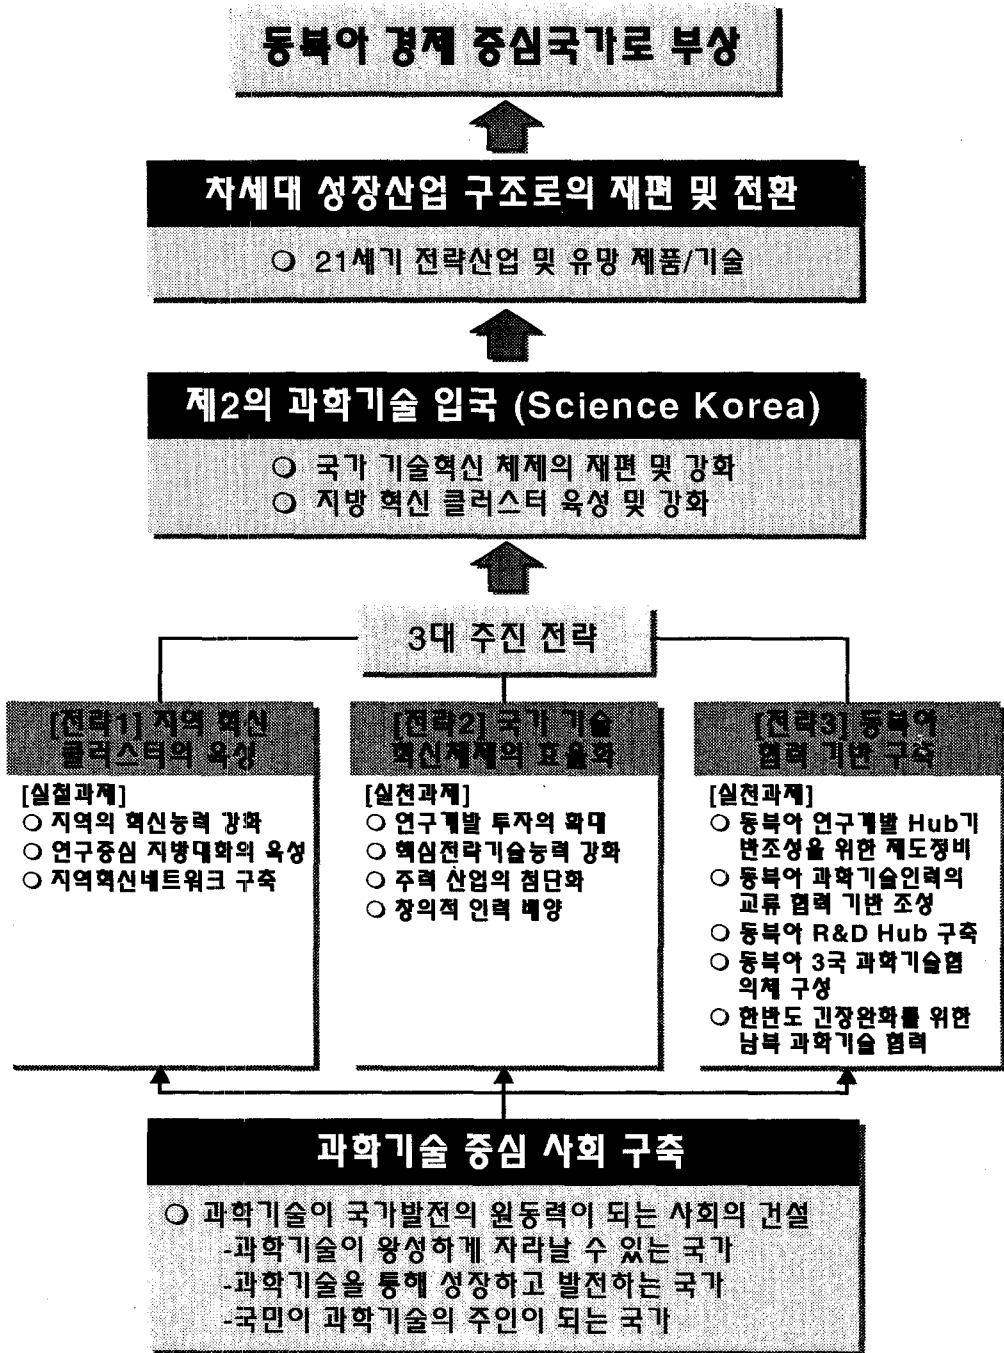 동북아 경제 중심국가로 부상
차세대 성장산업 구조로의 재편 및 전환
○ 21세기 전략산업 및 유망 제품/기술
제2의 과학기술 입국 (Science Korea)
○ 국가 기술혁신 체제의 재편 및 강화
○ 지방 혁신 클러스터 육성 및 강화
3대 추진 전략
[전략1] 지역 혁신
클러스터의 육성
[실철과제]
○ 지역의 혁신능력 강화
○ 연구중심 지방대화의 육성
○ 지역혁신네트워크 구축
[전략2] 국가 기술
혁신체제의 효율화
[실천과제]
○ 연구개발 투자의 확대
○ 핵심전략기술능력 강화
○ 주력 산업의 첨단화
○ 창의적 인력 배양
[전략3] 동북아
협력 기반 구축
[실천과제]
○ 동북아 연구개발 Hub기
반조성을 위한 제도정비
○ 동북아 과학기술인력의
교류 협력 기반 조성
○ 동북아 R&D Hub 구축
○ 동북아 3국 과학기술협
의체 구성
○ 한반도 긴장완화를 위한
남북 과학기술 협력
과학기술 중심 사회 구축
○ 과학기술이 국가발전의 원동력이 되는 사회의 건설
-과학기술이 왕성하게 자라날 수 있는 국가
-과학기술을 통해 성장하고 발전하는 국가
-국민이 과학기술의 주인이 되는 국가